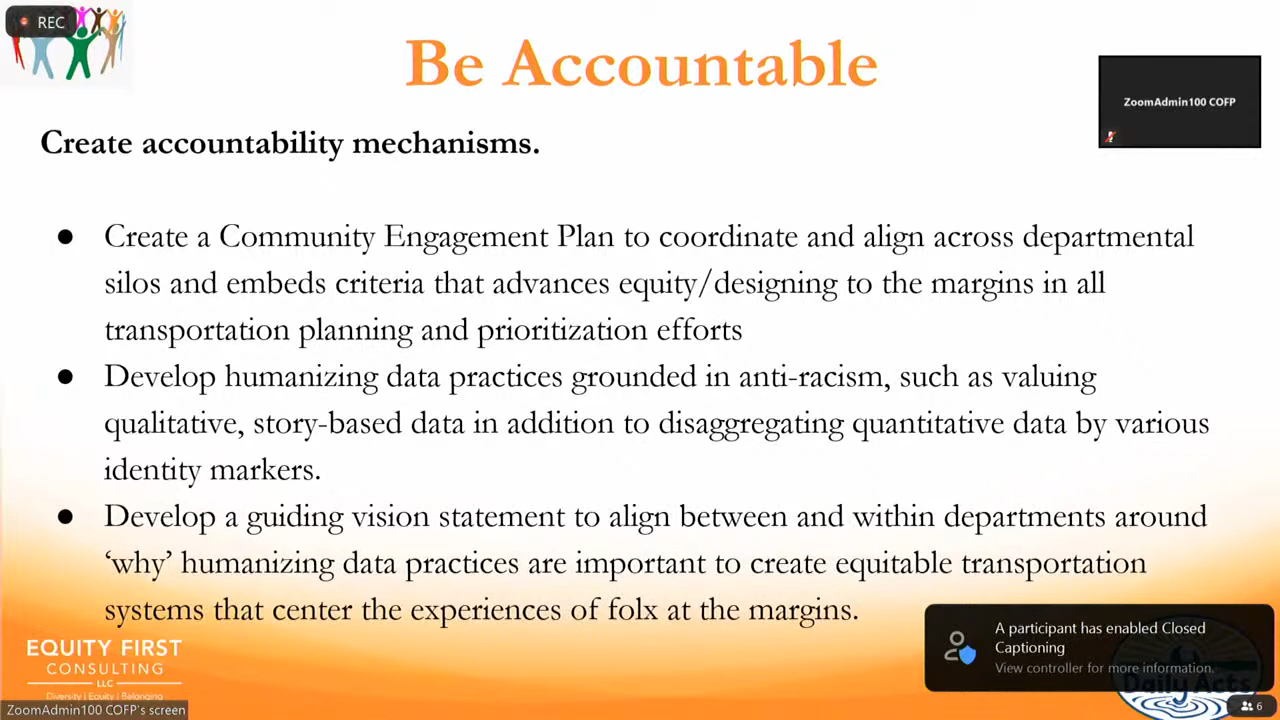 REC
Be Accountable
ZoomAdmin100 COFP
Create accountability mechanisms.
● Create a Community Engagement Plan to coordinate and align across departmental
silos and embeds criteria that advances equity/designing to the margins in all
transportation planning and prioritization efforts
● Develop humanizing data practices grounded in anti-racism, such as valuing
qualitative, story-based data in addition to disaggregating quantitative data by various
identity markers.
● Develop a guiding vision statement to align between and within departments around
‘why’ humanizing data practices are important to create equitable transportation
systems that center the experiences of folx at the margins.
A participant has enabled Closed
Captioning
View controller for more information.
EQUITY FIRST
CONSULTING
LLC
Diversity | Equity | Belonging
Daily Acts
ZoomAdmin100 COFP's screen
6